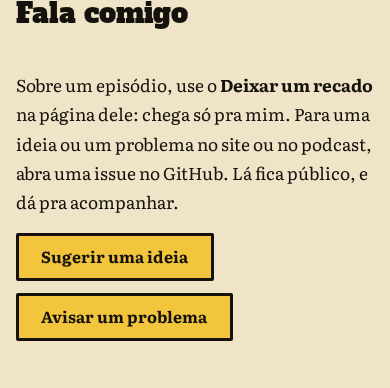 Fala comigo
Sobre um episódio, use o Deixar um recado
na página dele: chega só pra mim. Para uma
ideia ou um problema no site ou no podcast,
abra uma issue no GitHub. Lá fica público, e
dá pra acompanhar.
Sugerir uma ideia
Avisar um problema